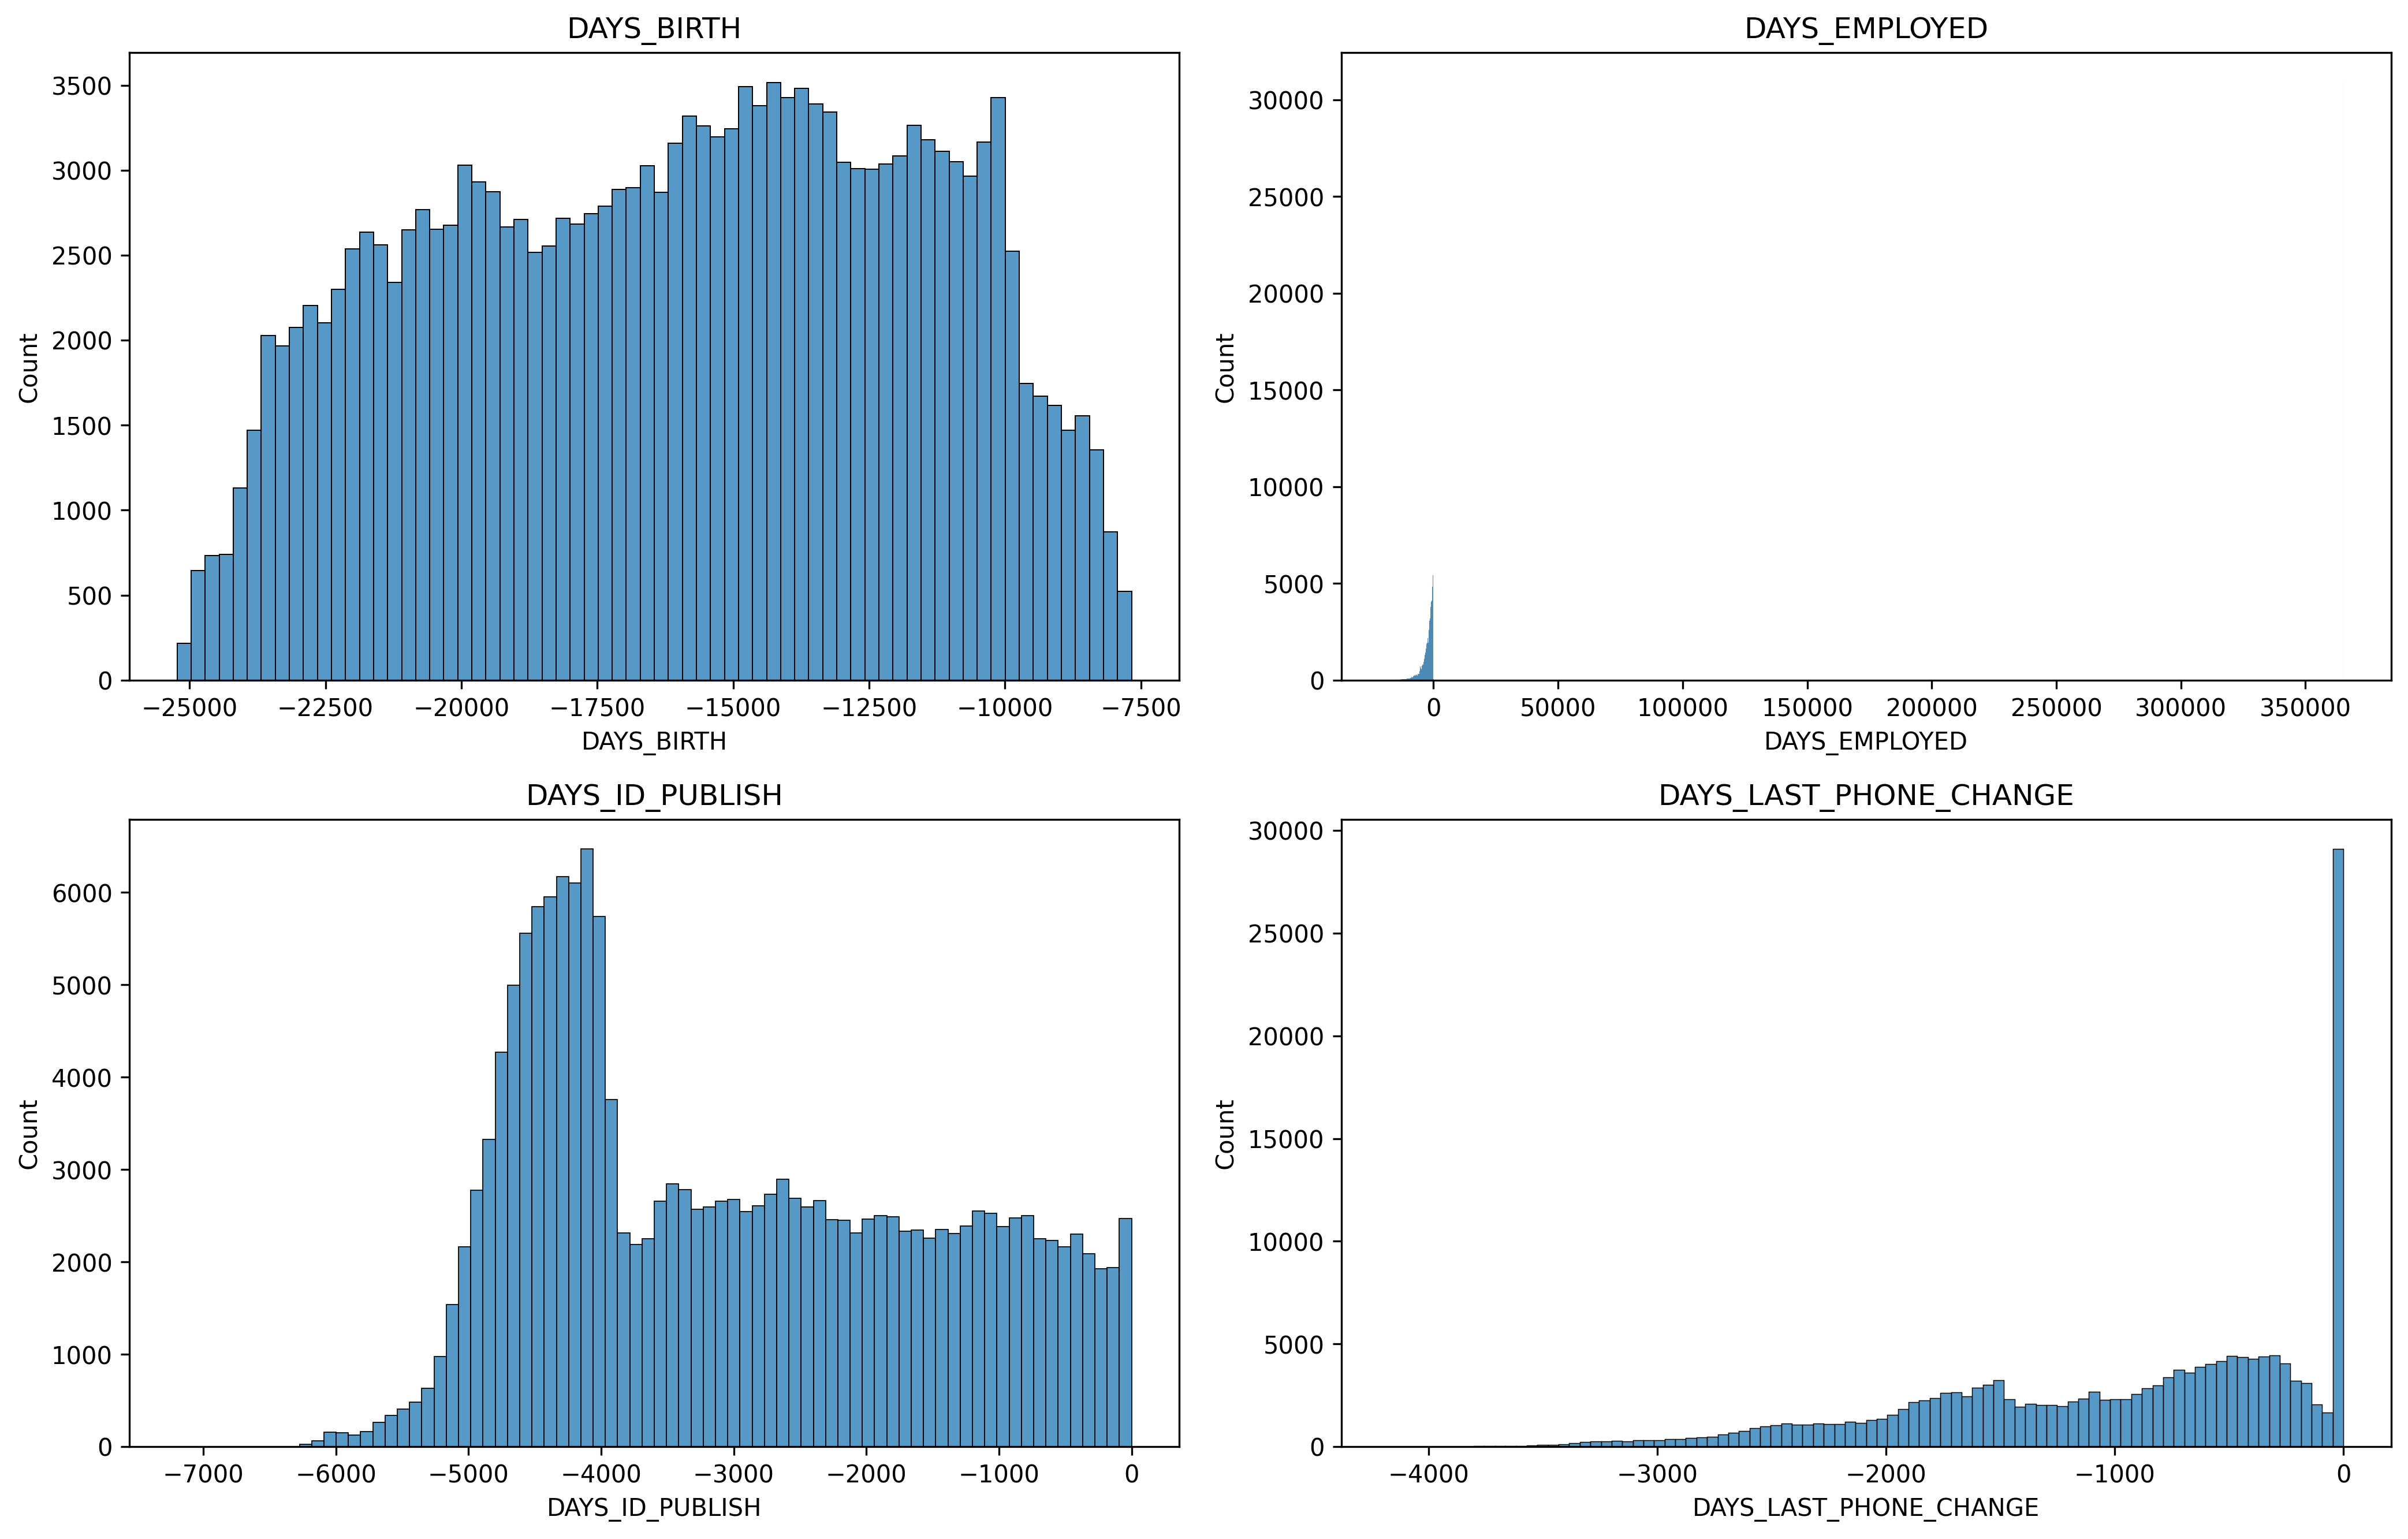 DAYS_BIRTH
3500
3000
2500
2000
1500
1000
500
0
Count
−25000 −22500 −20000 −17500 −15000 −12500 −10000 −7500
DAYS_BIRTH
DAYS_EMPLOYED
30000
25000
20000
15000
10000
5000
0
Count
0 50000 100000 150000 200000 250000 300000 350000
DAYS_EMPLOYED
DAYS_ID_PUBLISH
6000
5000
4000
3000
2000
1000
0
Count
−7000 −6000 −5000 −4000 −3000 −2000 −1000 0
DAYS_ID_PUBLISH
DAYS_LAST_PHONE_CHANGE
30000
25000
20000
15000
10000
5000
0
Count
−4000 −3000 −2000 −1000 0
DAYS_LAST_PHONE_CHANGE